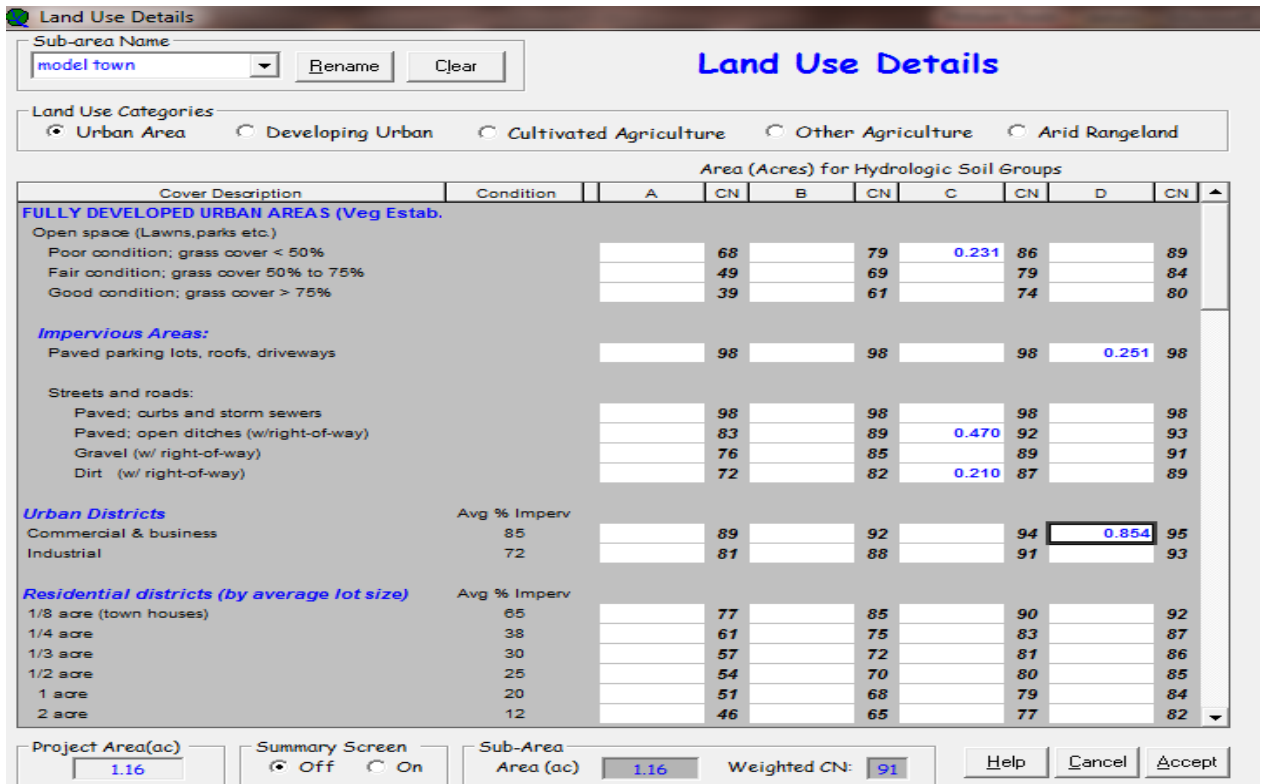 Land Use Details
Sub-area Name
model town Rename Clear
Land Use Details
Land Use Categories
Urban Area Developing Urban Cultivated Agriculture Other Agriculture Arid Rangeland
Area (Acres) for Hydrologic Soil Groups
Cover Description Condition A CN B CN C CN D CN
FULLY DEVELOPED URBAN AREAS (Veg Estab.
Open space (Lawns,parks etc.)
Poor condition; grass cover < 50% 68 79 0.231 86 89
Fair condition; grass cover 50% to 75% 49 69 79 84
Good condition; grass cover > 75% 39 61 74 80
Impervious Areas:
Paved parking lots, roofs, driveways 98 98 98 0.251 98
Streets and roads:
Paved; curbs and storm sewers 98 98 98 98
Paved; open ditches (w/right-of-way) 83 89 0.470 92 93
Gravel (w/ right-of-way) 76 85 89 91
Dirt (w/ right-of-way) 72 82 0.210 87 89
Urban Districts Avg % Imperv
Commercial & business 85 89 92 94 0.854 95
Industrial 72 81 88 91 93
Residential districts (by average lot size) Avg % Imperv
1/8 acre (town houses) 65 77 85 90 92
1/4 acre 38 61 75 83 87
1/3 acre 30 57 72 81 86
1/2 acre 25 54 70 80 85
1 acre 20 51 68 79 84
2 acre 12 46 65 77 82
Project Area(ac) Summary Screen Sub-Area
1.16 Off On Area (ac) 1.16 Weighted CN: 91 Help Cancel Accept